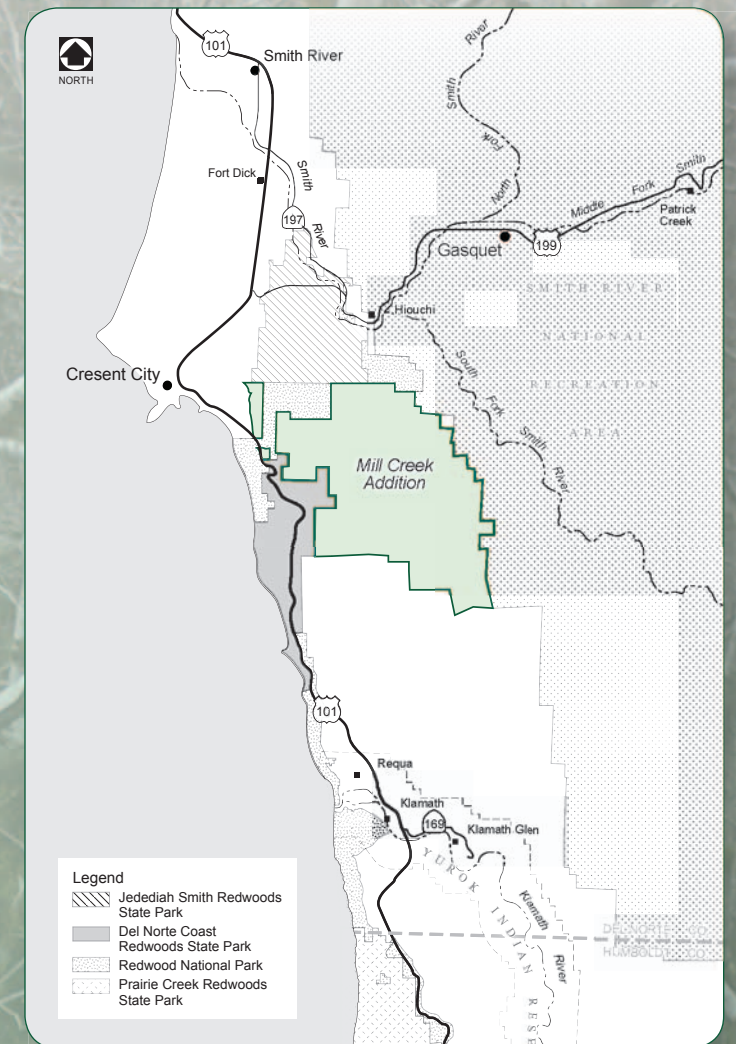 NORTH
101
Smith River
River
Smith
Fork
North
Fort Dick
Smith
River
197
Middle Fork Smith
Patrick
Creek
199
Gasquet
Hiouchi
SMITH RIVER
NATIONAL
RECREATION
AREA
South
Fork
Smith
River
Cresent City
Mill Creek
Addition
101
Requa
Klamath
169
Klamath Glen
YUROK INDIAN RESE
Klamath
River
DEL NORTE CO
HUMBOLDT CO
Legend
Jedediah Smith Redwoods
State Park
Del Norte Coast
Redwoods State Park
Redwood National Park
Prairie Creek Redwoods
State Park